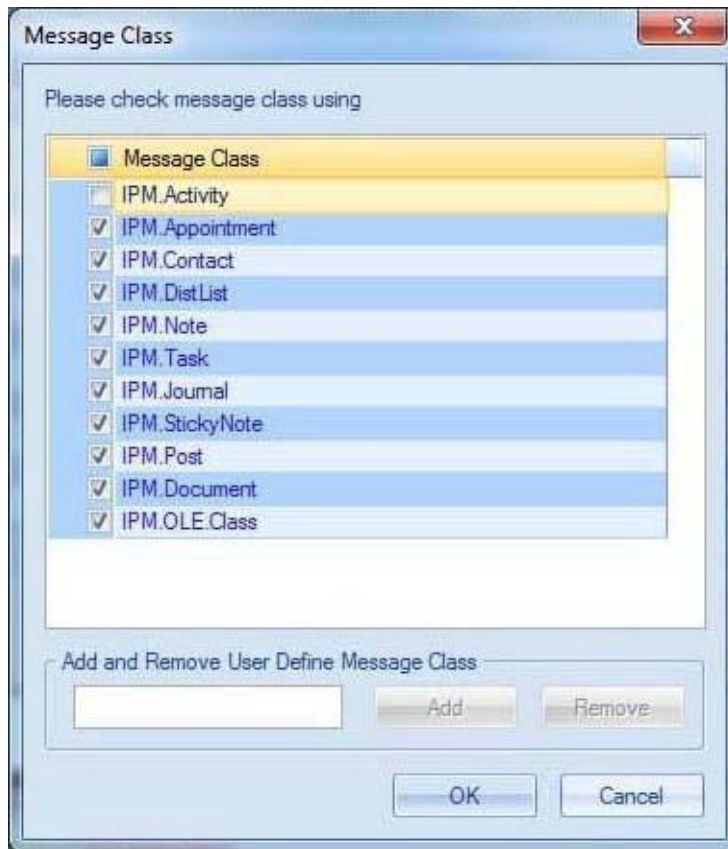 Message Class
Please check message class using
Message Class
IPM.Activity
IPM.Appointment
IPM.Contact
IPM.DistList
IPM.Note
IPM.Task
IPM.Journal
IPM.StickyNote
IPM.Post
IPM.Document
IPM.OLE.Class
Add and Remove User Define Message Class
Add Remove
OK Cancel